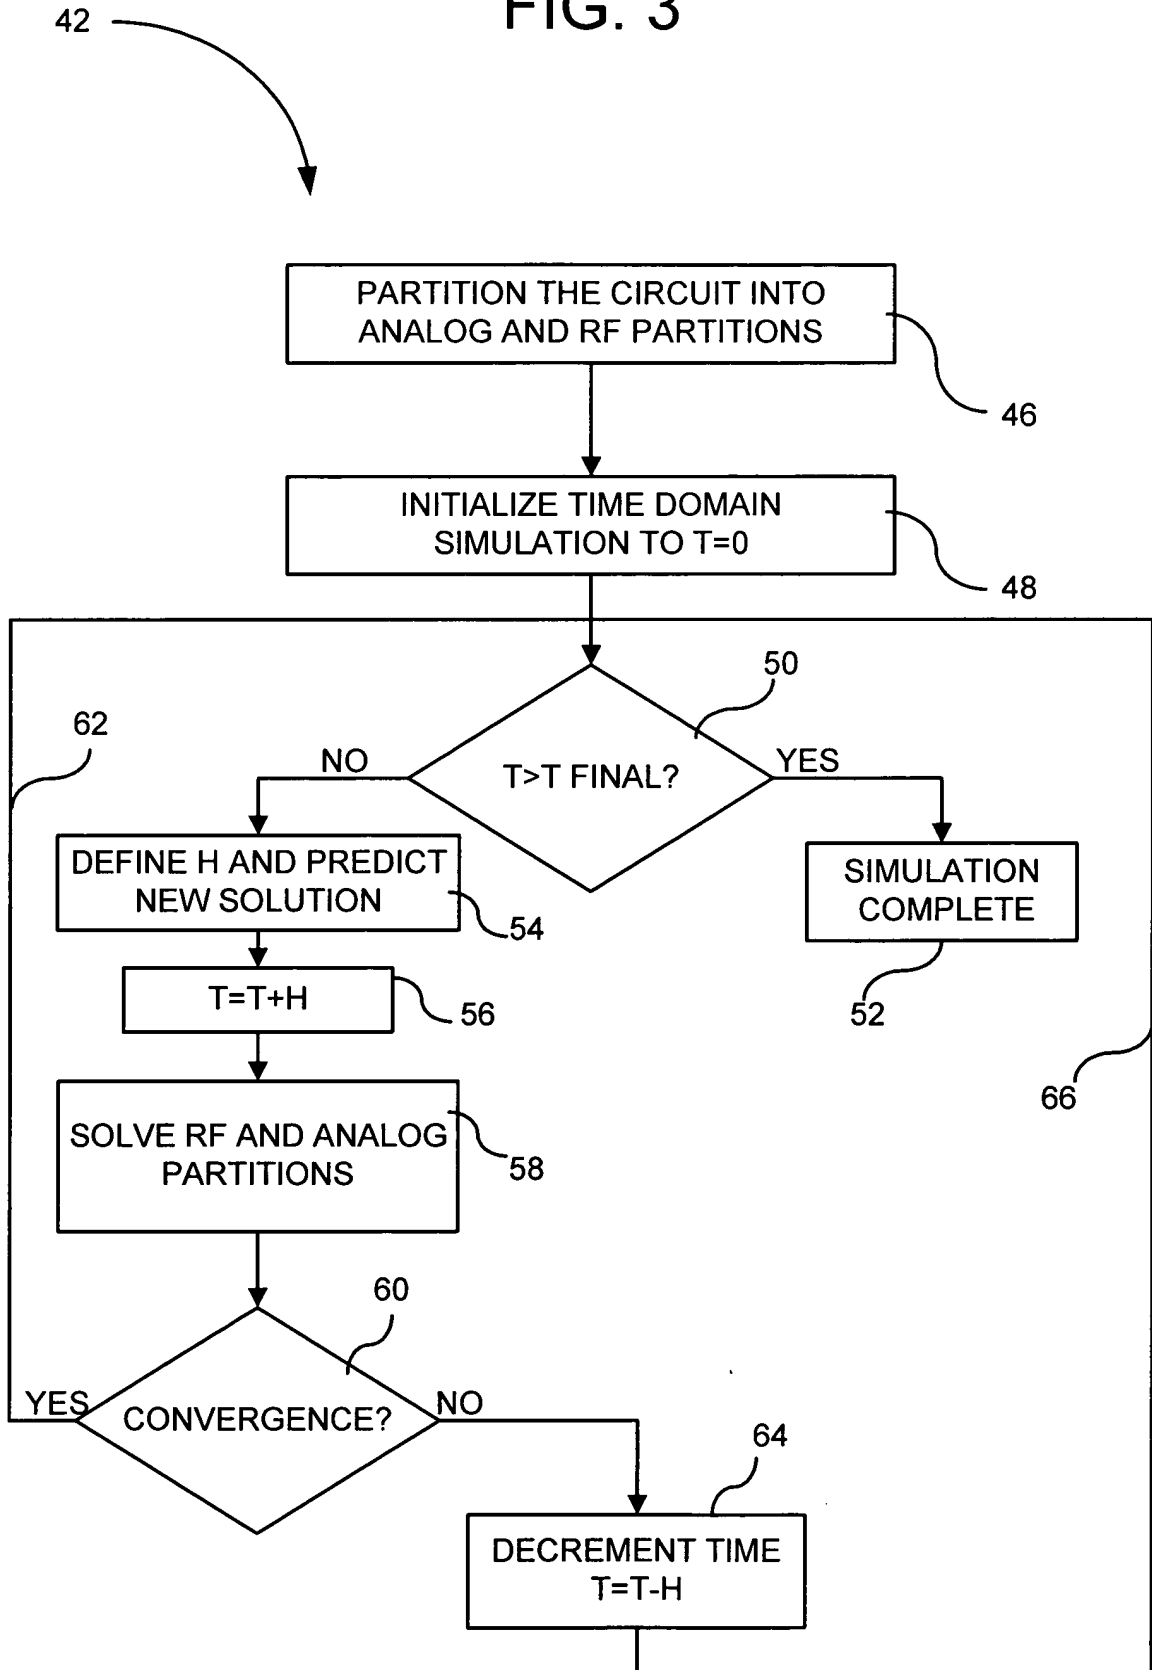 FIG. 3
42
PARTITION THE CIRCUIT INTO
ANALOG AND RF PARTITIONS
46
INITIALIZE TIME DOMAIN
SIMULATION TO T=0
48
50
62
NO
T>T FINAL?
YES
DEFINE H AND PREDICT
NEW SOLUTION
54
SIMULATION
COMPLETE
52
T=T+H
56
66
SOLVE RF AND ANALOG
PARTITIONS
58
60
YES
CONVERGENCE?
NO
64
DECREMENT TIME
T=T-H